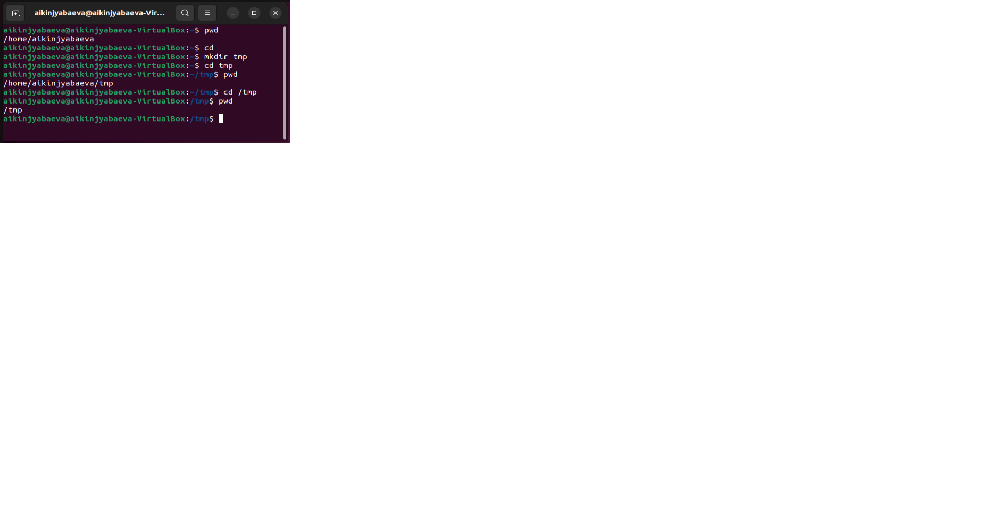 aikinjyabaeva@aikinjyabaeva-Vir...
aikinjyabaeva@aikinjyabaeva-VirtualBox:~$ pwd
/home/aikinjyabaeva
aikinjyabaeva@aikinjyabaeva-VirtualBox:~$ cd
aikinjyabaeva@aikinjyabaeva-VirtualBox:~$ mkdir tmp
aikinjyabaeva@aikinjyabaeva-VirtualBox:~$ cd tmp
aikinjyabaeva@aikinjyabaeva-VirtualBox:~/tmp$ pwd
/home/aikinjyabaeva/tmp
aikinjyabaeva@aikinjyabaeva-VirtualBox:~/tmp$ cd /tmp
aikinjyabaeva@aikinjyabaeva-VirtualBox:/tmp$ pwd
/tmp
aikinjyabaeva@aikinjyabaeva-VirtualBox:/tmp$